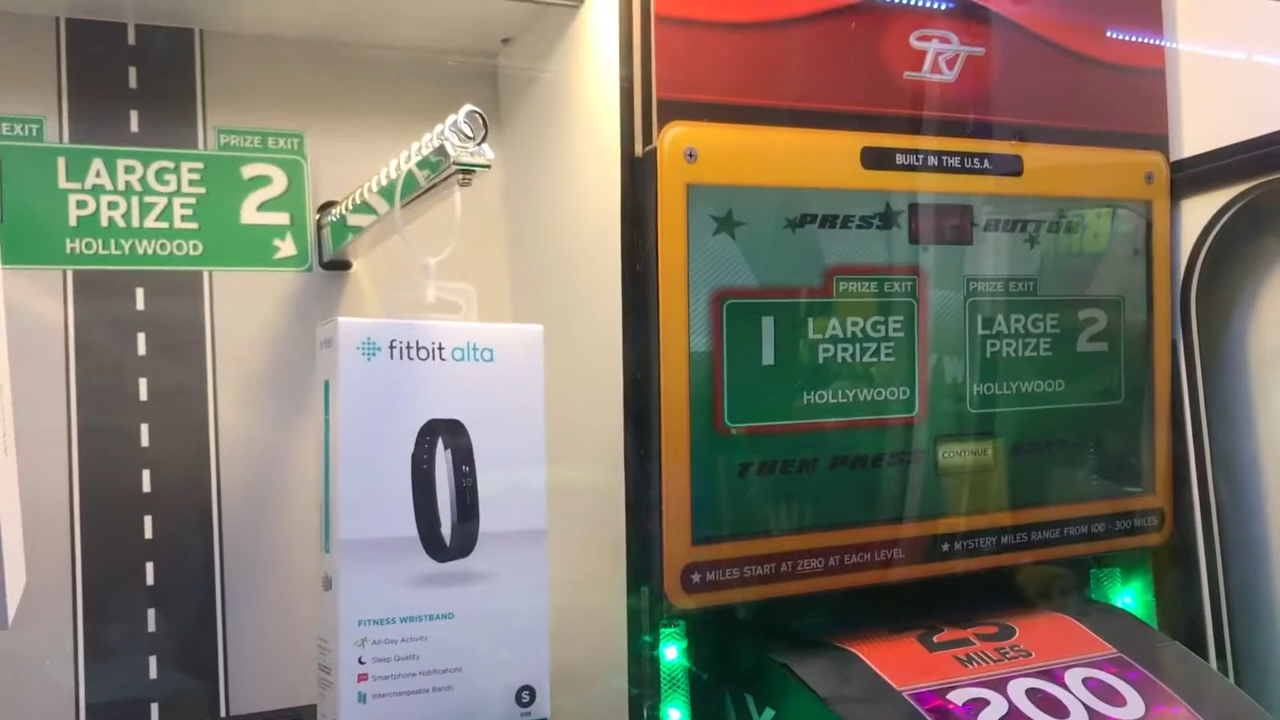 EXIT
PRIZE EXIT
LARGE
PRIZE 2
HOLLYWOOD
fitbit alta
10
FITNESS WRISTBAND
All-Day Activity
Sleep Quality
Smartphone Notifications
Interchangeable Bands
S
SIZE
BUILT IN THE U.S.A.
PRESS BUTTON
PRIZE EXIT
1 LARGE
PRIZE
HOLLYWOOD
PRIZE EXIT
LARGE 2
PRIZE
HOLLYWOOD
THEN PRESS CONTINUE
★ MILES START AT ZERO AT EACH LEVEL
★ MYSTERY MILES RANGE FROM 100 - 300 MILES
25
MILES
200